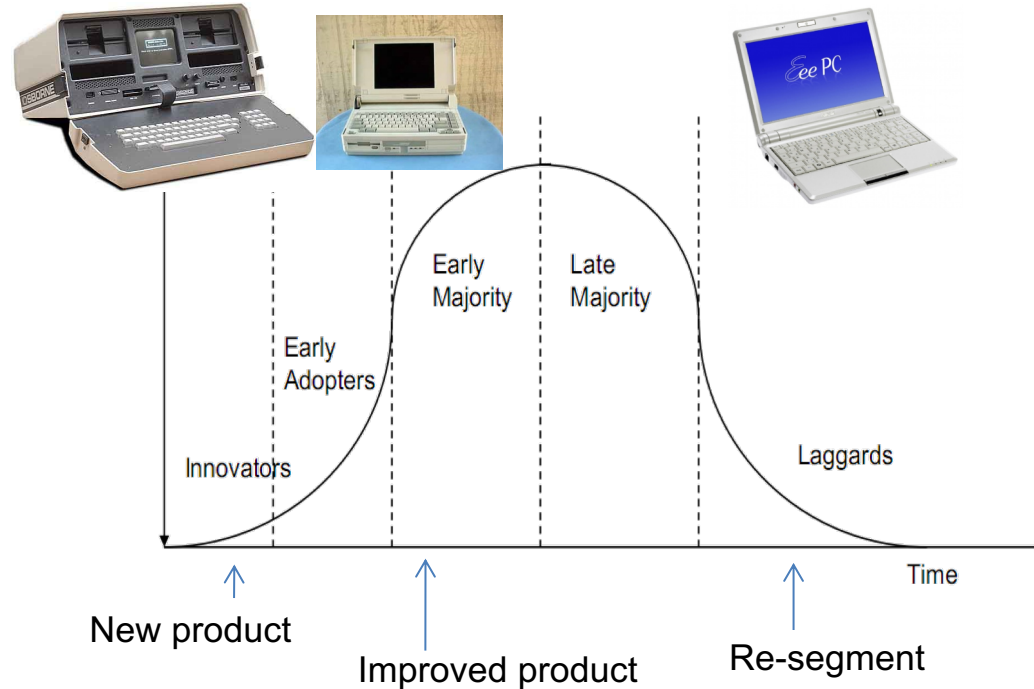 OSBORNE
Eee PC
Early
Majority
Late
Majority
Early
Adopters
Innovators
Laggards
Time
New product
Improved product
Re-segment